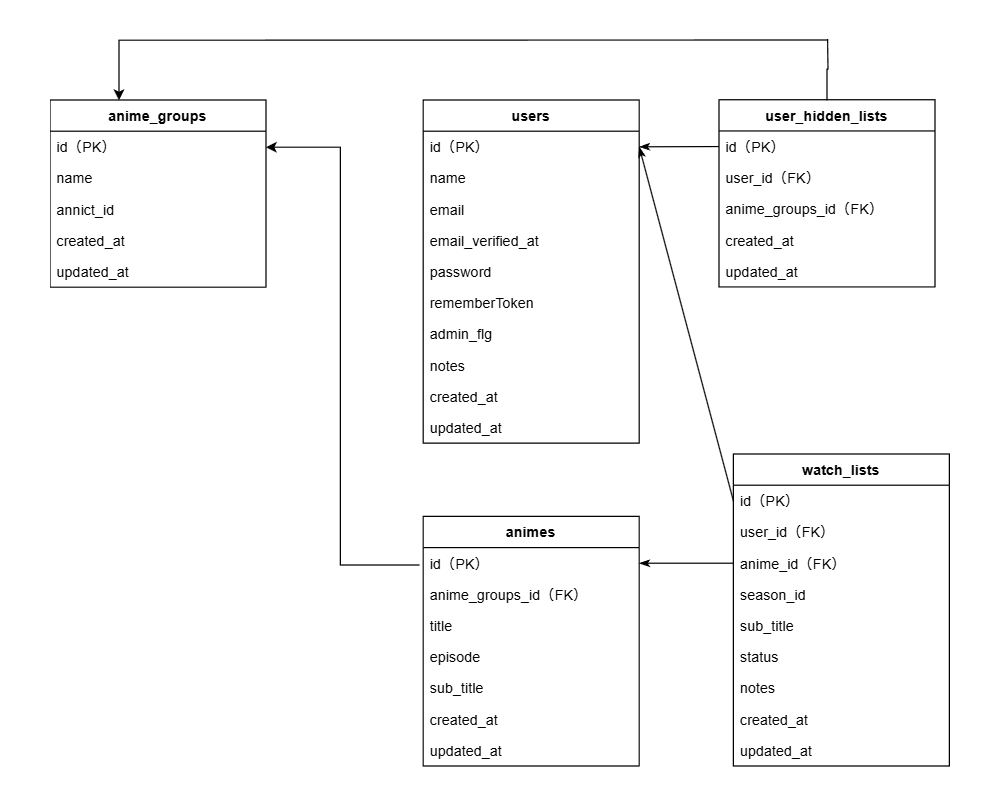 anime_groups
id（PK）
name
annict_id
created_at
updated_at
users
id（PK）
name
email
email_verified_at
password
rememberToken
admin_flg
notes
created_at
updated_at
user_hidden_lists
id（PK）
user_id（FK）
anime_groups_id（FK）
created_at
updated_at
animes
id（PK）
anime_groups_id（FK）
title
episode
sub_title
created_at
updated_at
watch_lists
id（PK）
user_id（FK）
anime_id（FK）
season_id
sub_title
status
notes
created_at
updated_at